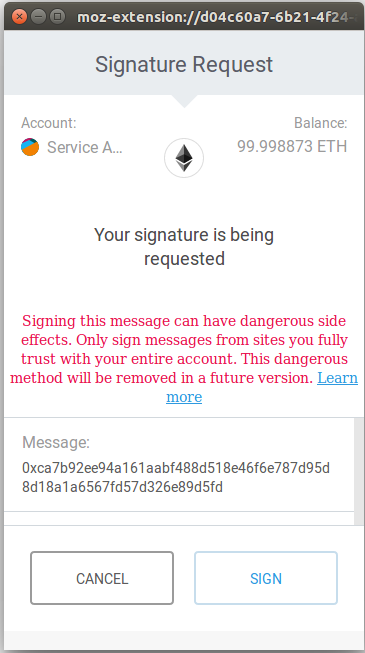 moz-extension://d04c60a7-6b21-4f24-
Signature Request
Account:
Balance:
Service A...
99.998873 ETH
Your signature is being
requested
Signing this message can have dangerous side
effects. Only sign messages from sites you fully
trust with your entire account. This dangerous
method will be removed in a future version. Learn
more
Message:
0xca7b92ee94a161aabf488d518e46f6e787d95d
8d18a1a6567fd57d326e89d5fd
CANCEL
SIGN